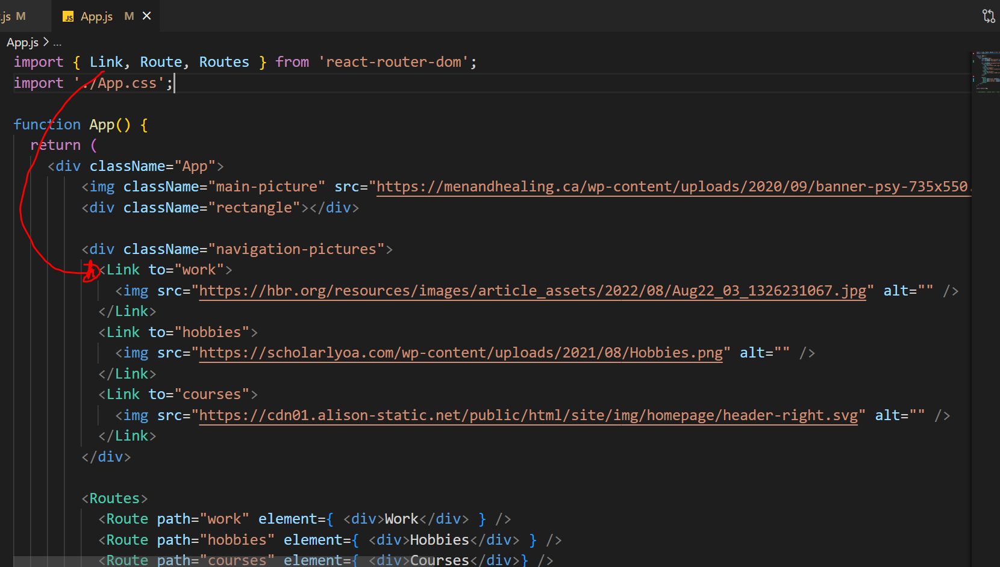 .js M JS App.js M ×
App.js > ...
import { Link, Route, Routes } from 'react-router-dom';
import './App.css';
function App() {
return (
<div className="App">
<img className="main-picture" src="https://menandhealing.ca/wp-content/uploads/2020/09/banner-psy-735x550.
<div className="rectangle"></div>
<div className="navigation-pictures">
<Link to="work">
<img src="https://hbr.org/resources/images/article_assets/2022/08/Aug22_03_1326231067.jpg" alt="" />
</Link>
<Link to="hobbies">
<img src="https://scholarlyoa.com/wp-content/uploads/2021/08/Hobbies.png" alt="" />
</Link>
<Link to="courses">
<img src="https://cdn01.alison-static.net/public/html/site/img/homepage/header-right.svg" alt="" />
</Link>
</div>
<Routes>
<Route path="work" element={ <div>Work</div> } />
<Route path="hobbies" element={ <div>Hobbies</div> } />
<Route path="courses" element={ <div>Courses</div>} />